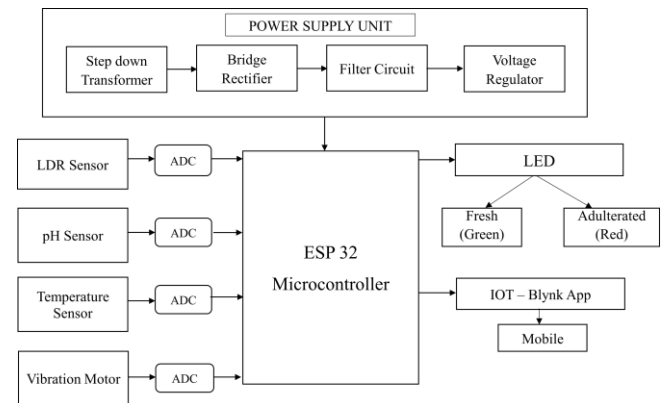 POWER SUPPLY UNIT
Step down
Transformer
Bridge
Rectifier
Filter Circuit
Voltage
Regulator
LDR Sensor
ADC
LED
pH Sensor
ADC
Fresh
(Green)
Adulterated
(Red)
ESP 32
Microcontroller
Temperature
Sensor
ADC
IOT – Blynk App
Mobile
Vibration Motor
ADC